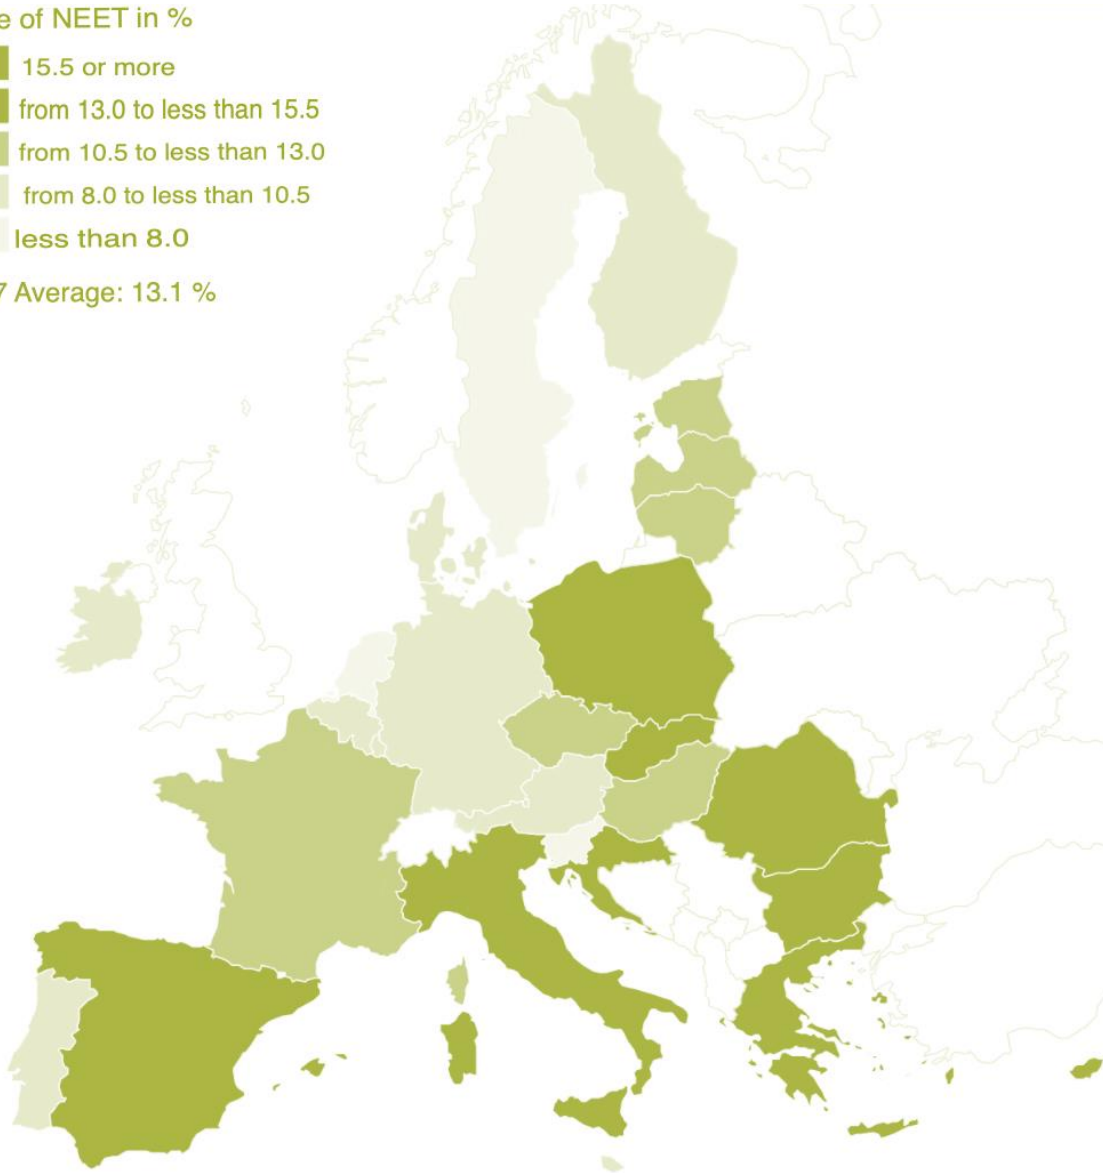 e of NEET in %
15.5 or more
from 13.0 to less than 15.5
from 10.5 to less than 13.0
from 8.0 to less than 10.5
less than 8.0
7 Average: 13.1 %